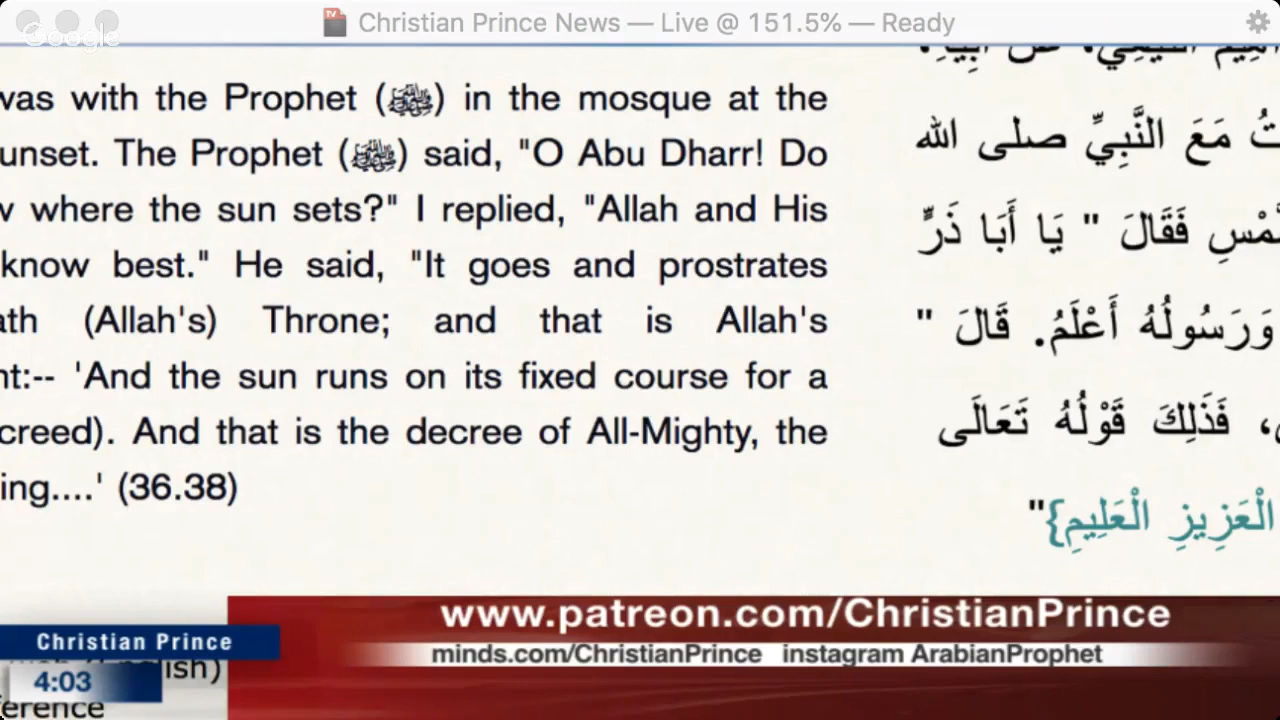 Christian Prince News — Live @ 151.5% — Ready
Google
was with the Prophet (ﷺ) in the mosque at the
unset. The Prophet (ﷺ) said, "O Abu Dharr! Do
where the sun sets?" I replied, "Allah and His
know best." He said, "It goes and prostrates
ath (Allah's) Throne; and that is Allah's
nt:-- 'And the sun runs on its fixed course for a
creed). And that is the decree of All-Mighty, the
ing....' (36.38)
تُ مَعَ النَّبِيِّ صلى الله
فَقَالَ " يَا أَبَا ذَرٍّ
وَرَسُولُهُ أَعْلَمُ. قَالَ "
، فَذَلِكَ قَوْلُهُ تَعَالَى
الْعَزِيزِ الْعَلِيمِ}"
www.patreon.com/ChristianPrince
Christian Prince
minds.com/ChristianPrince instagram ArabianProphet
ish)
4:03
erence